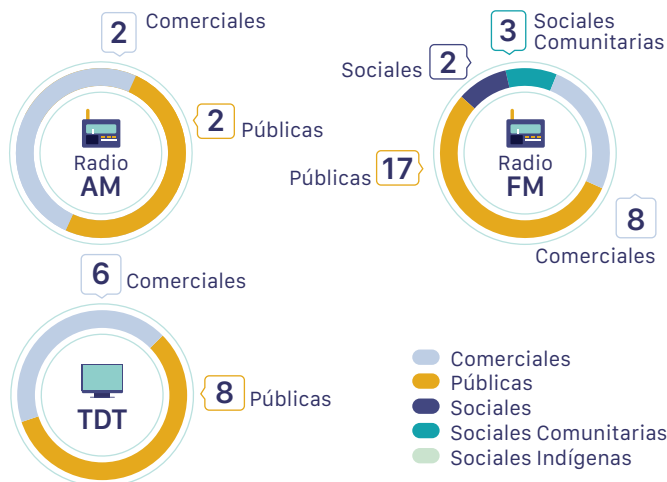 2 Comerciales
2 Públicas
Radio
AM
3 Sociales
Comunitarias
Sociales 2
Públicas 17
Radio
FM
8
Comerciales
6 Comerciales
8 Públicas
TDT
Comerciales
Públicas
Sociales
Sociales Comunitarias
Sociales Indígenas